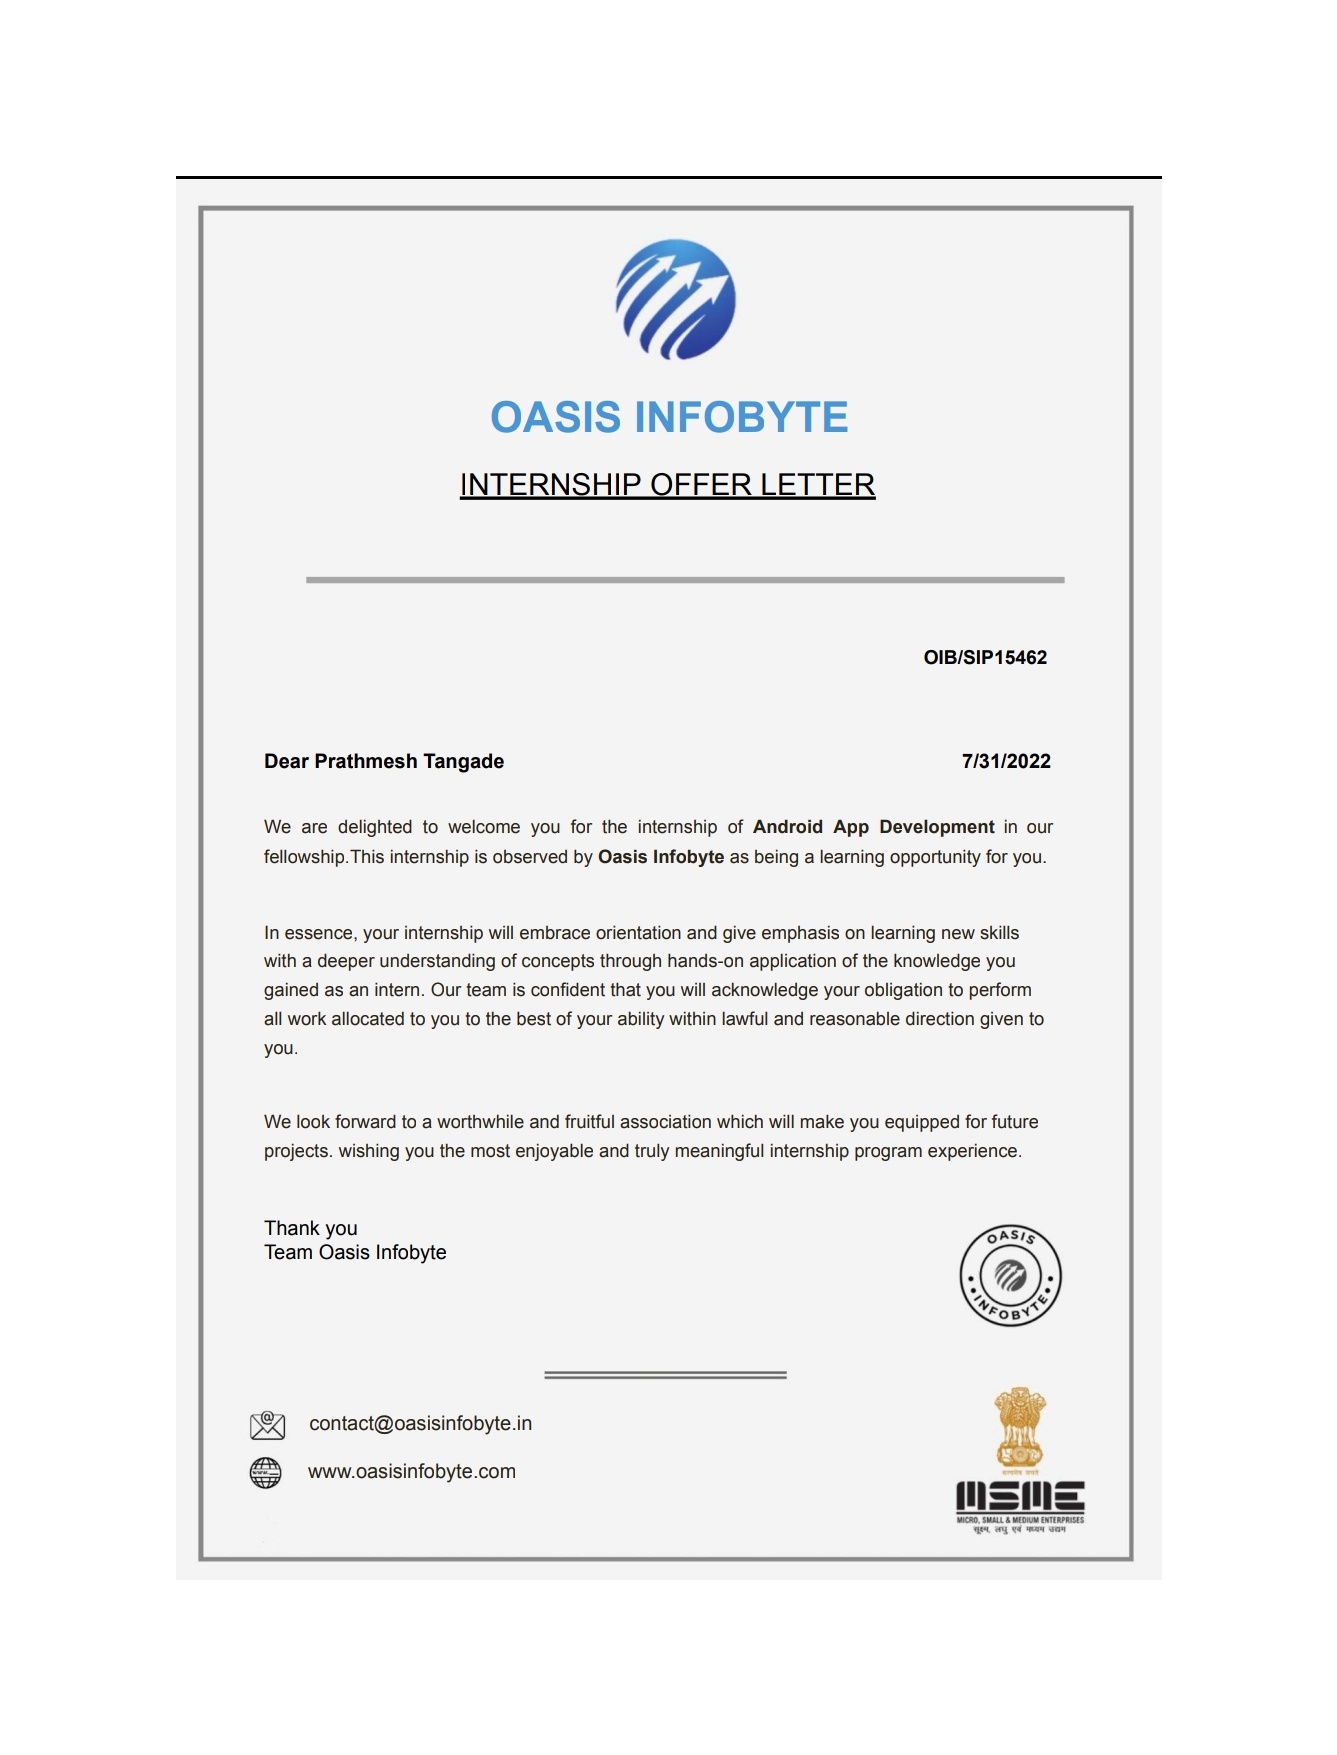 OASIS INFOBYTE
INTERNSHIP OFFER LETTER
OIB/SIP15462
Dear Prathmesh Tangade 7/31/2022
We are delighted to welcome you for the internship of Android App Development in our
fellowship.This internship is observed by Oasis Infobyte as being a learning opportunity for you.
In essence, your internship will embrace orientation and give emphasis on learning new skills
with a deeper understanding of concepts through hands-on application of the knowledge you
gained as an intern. Our team is confident that you will acknowledge your obligation to perform
all work allocated to you to the best of your ability within lawful and reasonable direction given to
you.
We look forward to a worthwhile and fruitful association which will make you equipped for future
projects. wishing you the most enjoyable and truly meaningful internship program experience.
Thank you
Team Oasis Infobyte
OASIS
INFOBYTE
contact@oasisinfobyte.in
www.oasisinfobyte.com
सत्यमेव जयते
MSME
MICRO, SMALL & MEDIUM ENTERPRISES
सूक्ष्म, लघु एवं मध्यम उद्यम